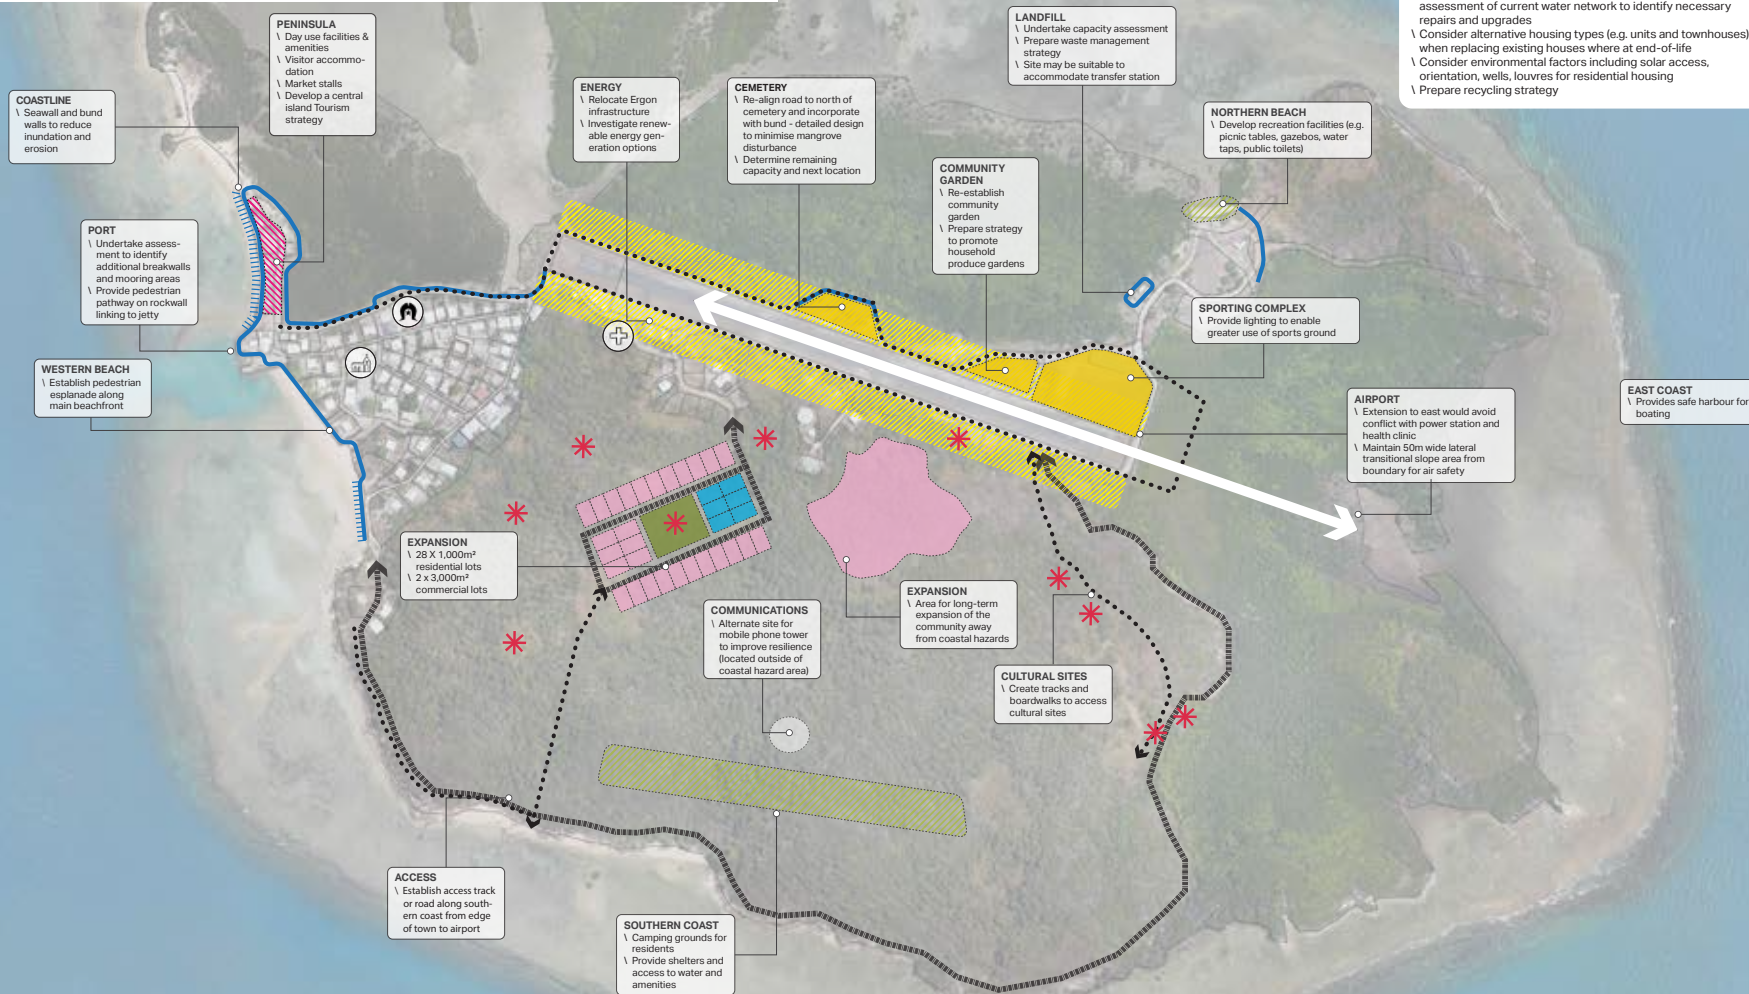 assessment of current water network to identify necessary
repairs and upgrades
\ Consider alternative housing types (e.g. units and townhouses)
when replacing existing houses where at end-of-life
\ Consider environmental factors including solar access,
orientation, wells, louvres for residential housing
\ Prepare recycling strategy
PENINSULA
\ Day use facilities &
amenities
\ Visitor accommo-
dation
\ Market stalls
\ Develop a central
island Tourism
strategy
LANDFILL
\ Undertake capacity assessment
\ Prepare waste management
strategy
\ Site may be suitable to
accommodate transfer station
COASTLINE
\ Seawall and bund
walls to reduce
inundation and
erosion
ENERGY
\ Relocate Ergon
infrastructure
\ Investigate renew-
able energy gen-
eration options
CEMETERY
\ Re-align road to north of
cemetery and incorporate
with bund - detailed design
to minimise mangrove
disturbance
\ Determine remaining
capacity and next location
NORTHERN BEACH
\ Develop recreation facilities (e.g.
picnic tables, gazebos, water
taps, public toilets)
COMMUNITY
GARDEN
\ Re-establish
community
garden
\ Prepare strategy
to promote
household
produce gardens
PORT
\ Undertake assess-
ment to identify
additional breakwalls
and mooring areas
\ Provide pedestrian
pathway on rockwall
linking to jetty
SPORTING COMPLEX
\ Provide lighting to enable
greater use of sports ground
WESTERN BEACH
\ Establish pedestrian
esplanade along
main beachfront
AIRPORT
\ Extension to east would avoid
conflict with power station and
health clinic
\ Maintain 50m wide lateral
transitional slope area from
boundary for air safety
EAST COAST
\ Provides safe harbour for
boating
EXPANSION
\ 28 X 1,000m²
residential lots
\ 2 x 3,000m²
commercial lots
EXPANSION
\ Area for long-term
expansion of the
community away
from coastal hazards
COMMUNICATIONS
\ Alternate site for
mobile phone tower
to improve resilience
(located outside of
coastal hazard area)
CULTURAL SITES
\ Create tracks and
boardwalks to access
cultural sites
ACCESS
\ Establish access track
or road along south-
ern coast from edge
of town to airport
SOUTHERN COAST
\ Camping grounds for
residents
\ Provide shelters and
access to water and
amenities